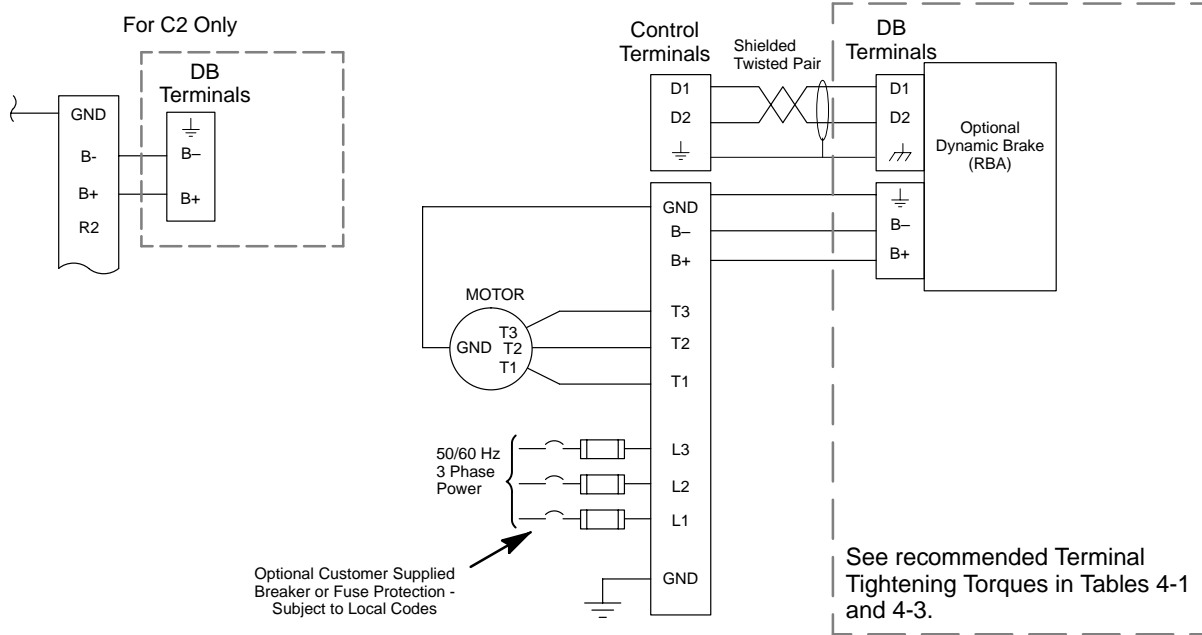 For C2 Only
DB
Terminals
GND
B-
B+
R2
B–
B+
Control
Terminals
Shielded
Twisted Pair
DB
Terminals
D1
D2
D1
D2
Optional
Dynamic Brake
(RBA)
GND
B–
B+
B–
B+
MOTOR
GND
T3
T2
T1
T3
T2
T1
50/60 Hz
3 Phase
Power
L3
L2
L1
GND
Optional Customer Supplied
Breaker or Fuse Protection -
Subject to Local Codes
See recommended Terminal
Tightening Torques in Tables 4-1
and 4-3.